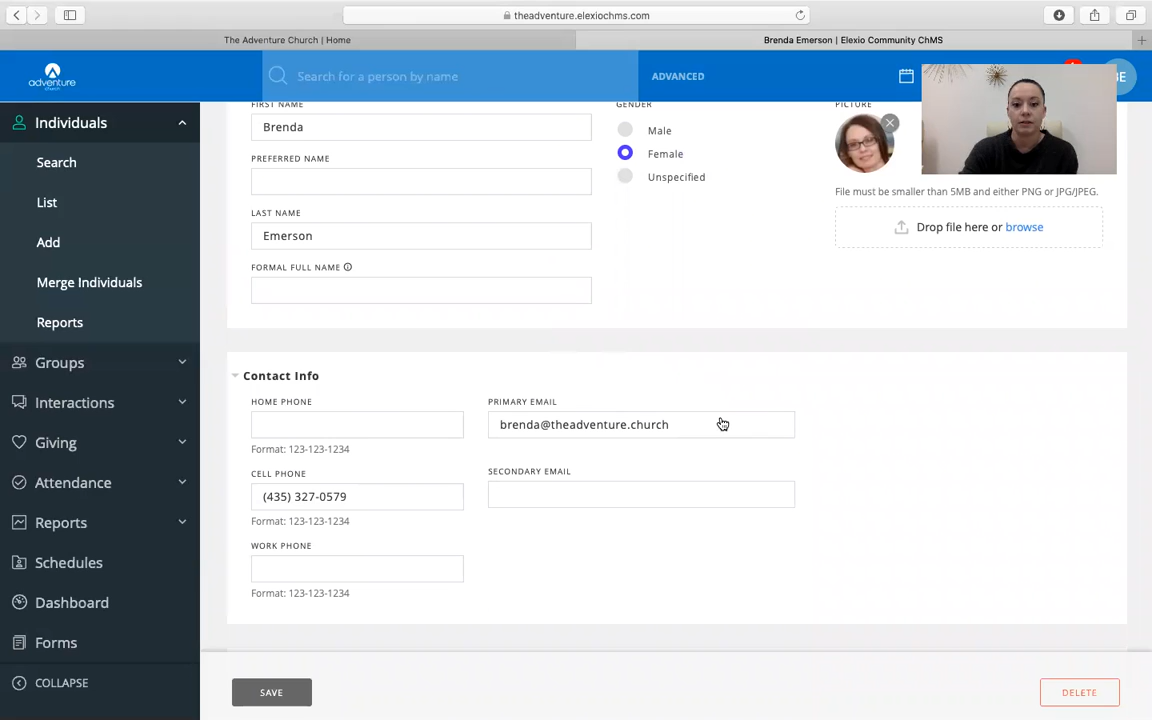 theadventure.elexiochms.com
The Adventure Church | Home
Brenda Emerson | Elexio Community ChMS
adventure
church
Search for a person by name
ADVANCED
BE
Individuals
Search
List
Add
Merge Individuals
Reports
Groups
Interactions
Giving
Attendance
Reports
Schedules
Dashboard
Forms
COLLAPSE
FIRST NAME
Brenda
PREFERRED NAME
LAST NAME
Emerson
FORMAL FULL NAME
GENDER
Male
Female
Unspecified
PICTURE
File must be smaller than 5MB and either PNG or JPG/JPEG.
Drop file here or browse
Contact Info
HOME PHONE
Format: 123-123-1234
CELL PHONE
(435) 327-0579
Format: 123-123-1234
WORK PHONE
Format: 123-123-1234
PRIMARY EMAIL
brenda@theadventure.church
SECONDARY EMAIL
SAVE
DELETE